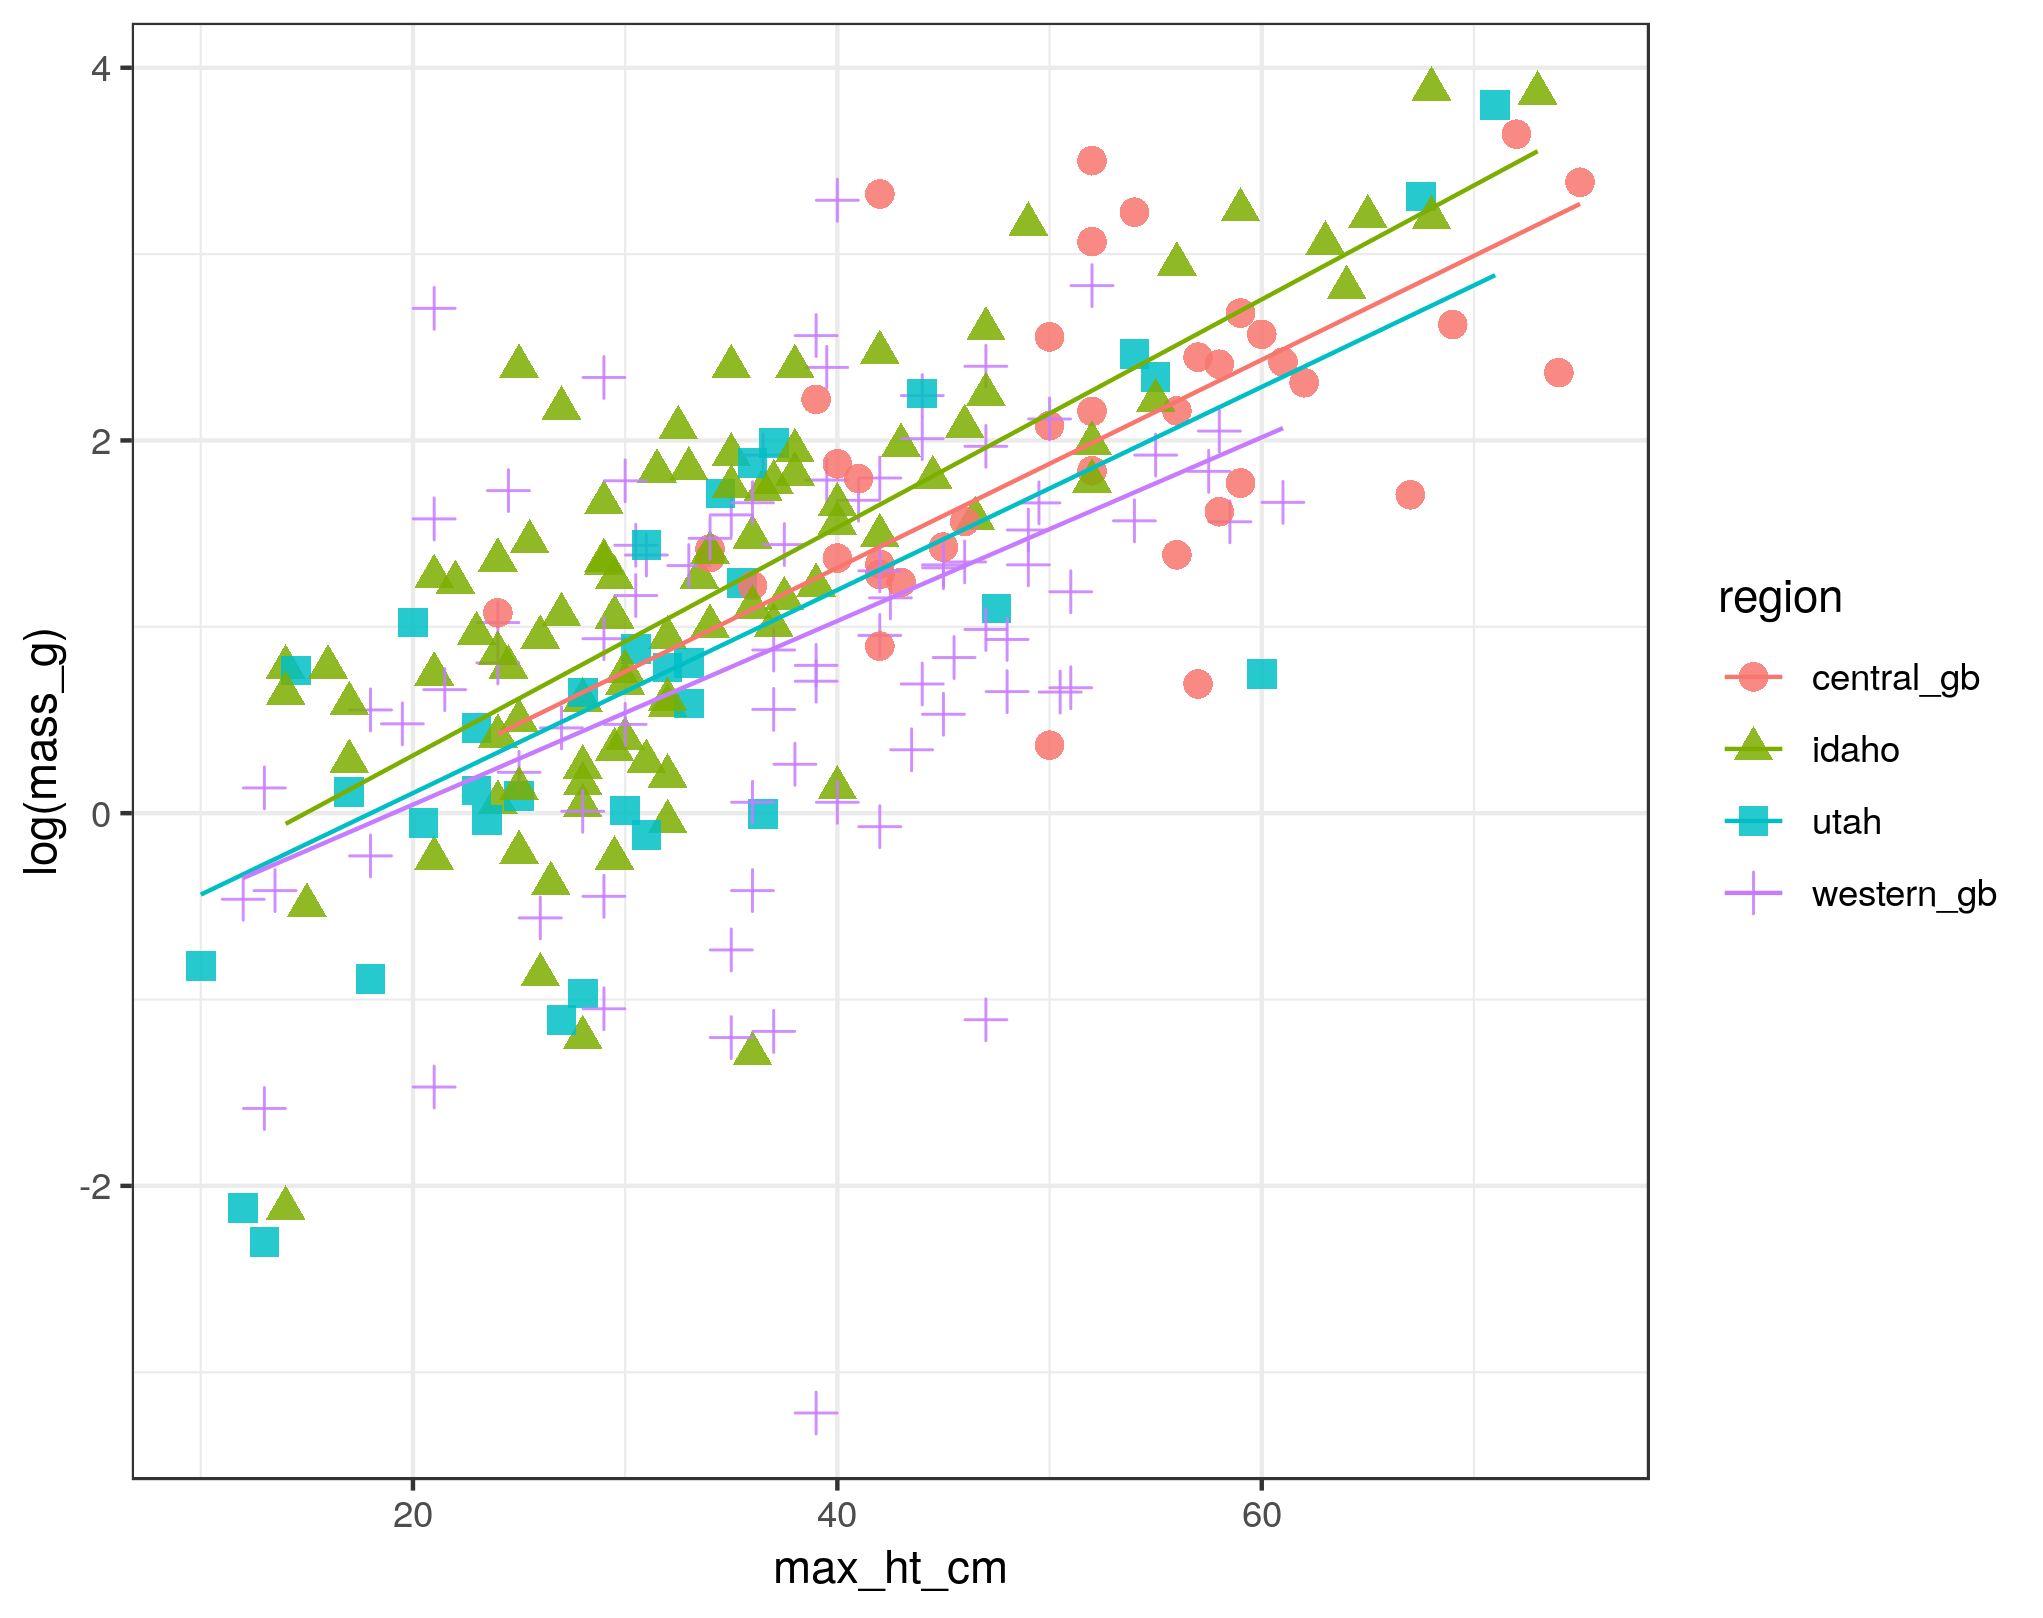 4
2
0
-2
log(mass_g)
20
40
60
max_ht_cm
region
central_gb
idaho
utah
western_gb